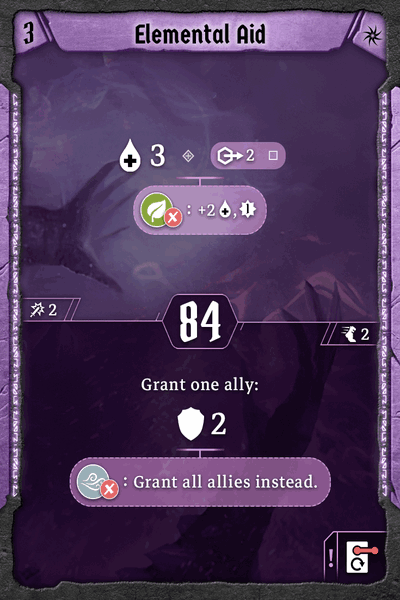 3 Elemental Aid
3 2
: +2 , !
2 84 2
Grant one ally:
2
: Grant all allies instead.
!